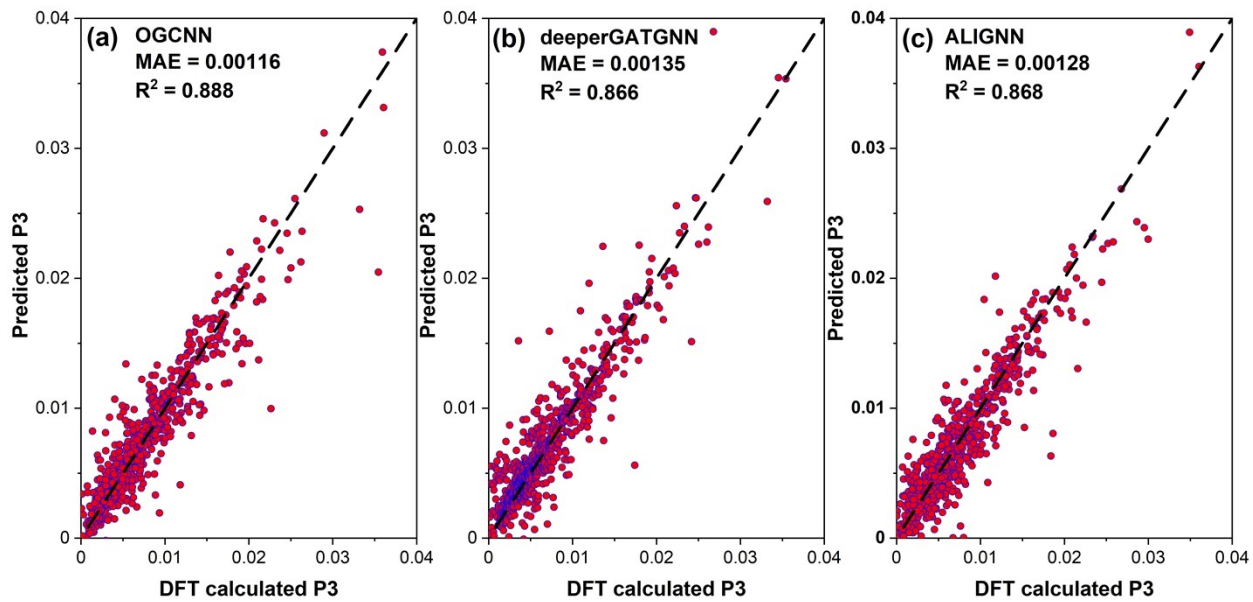 (a) OGCNN
MAE = 0.00116
R² = 0.888
0.04
0.03
0.02
0.01
0
Predicted P3
0
0.01
0.02
0.03
0.04
DFT calculated P3
(b) deeperGATGNN
MAE = 0.00135
R² = 0.866
0.04
0.03
0.02
0.01
0
Predicted P3
0
0.01
0.02
0.03
0.04
DFT calculated P3
(c) ALIGNN
MAE = 0.00128
R² = 0.868
0.04
0.03
0.02
0.01
0
Predicted P3
0
0.01
0.02
0.03
0.04
DFT calculated P3